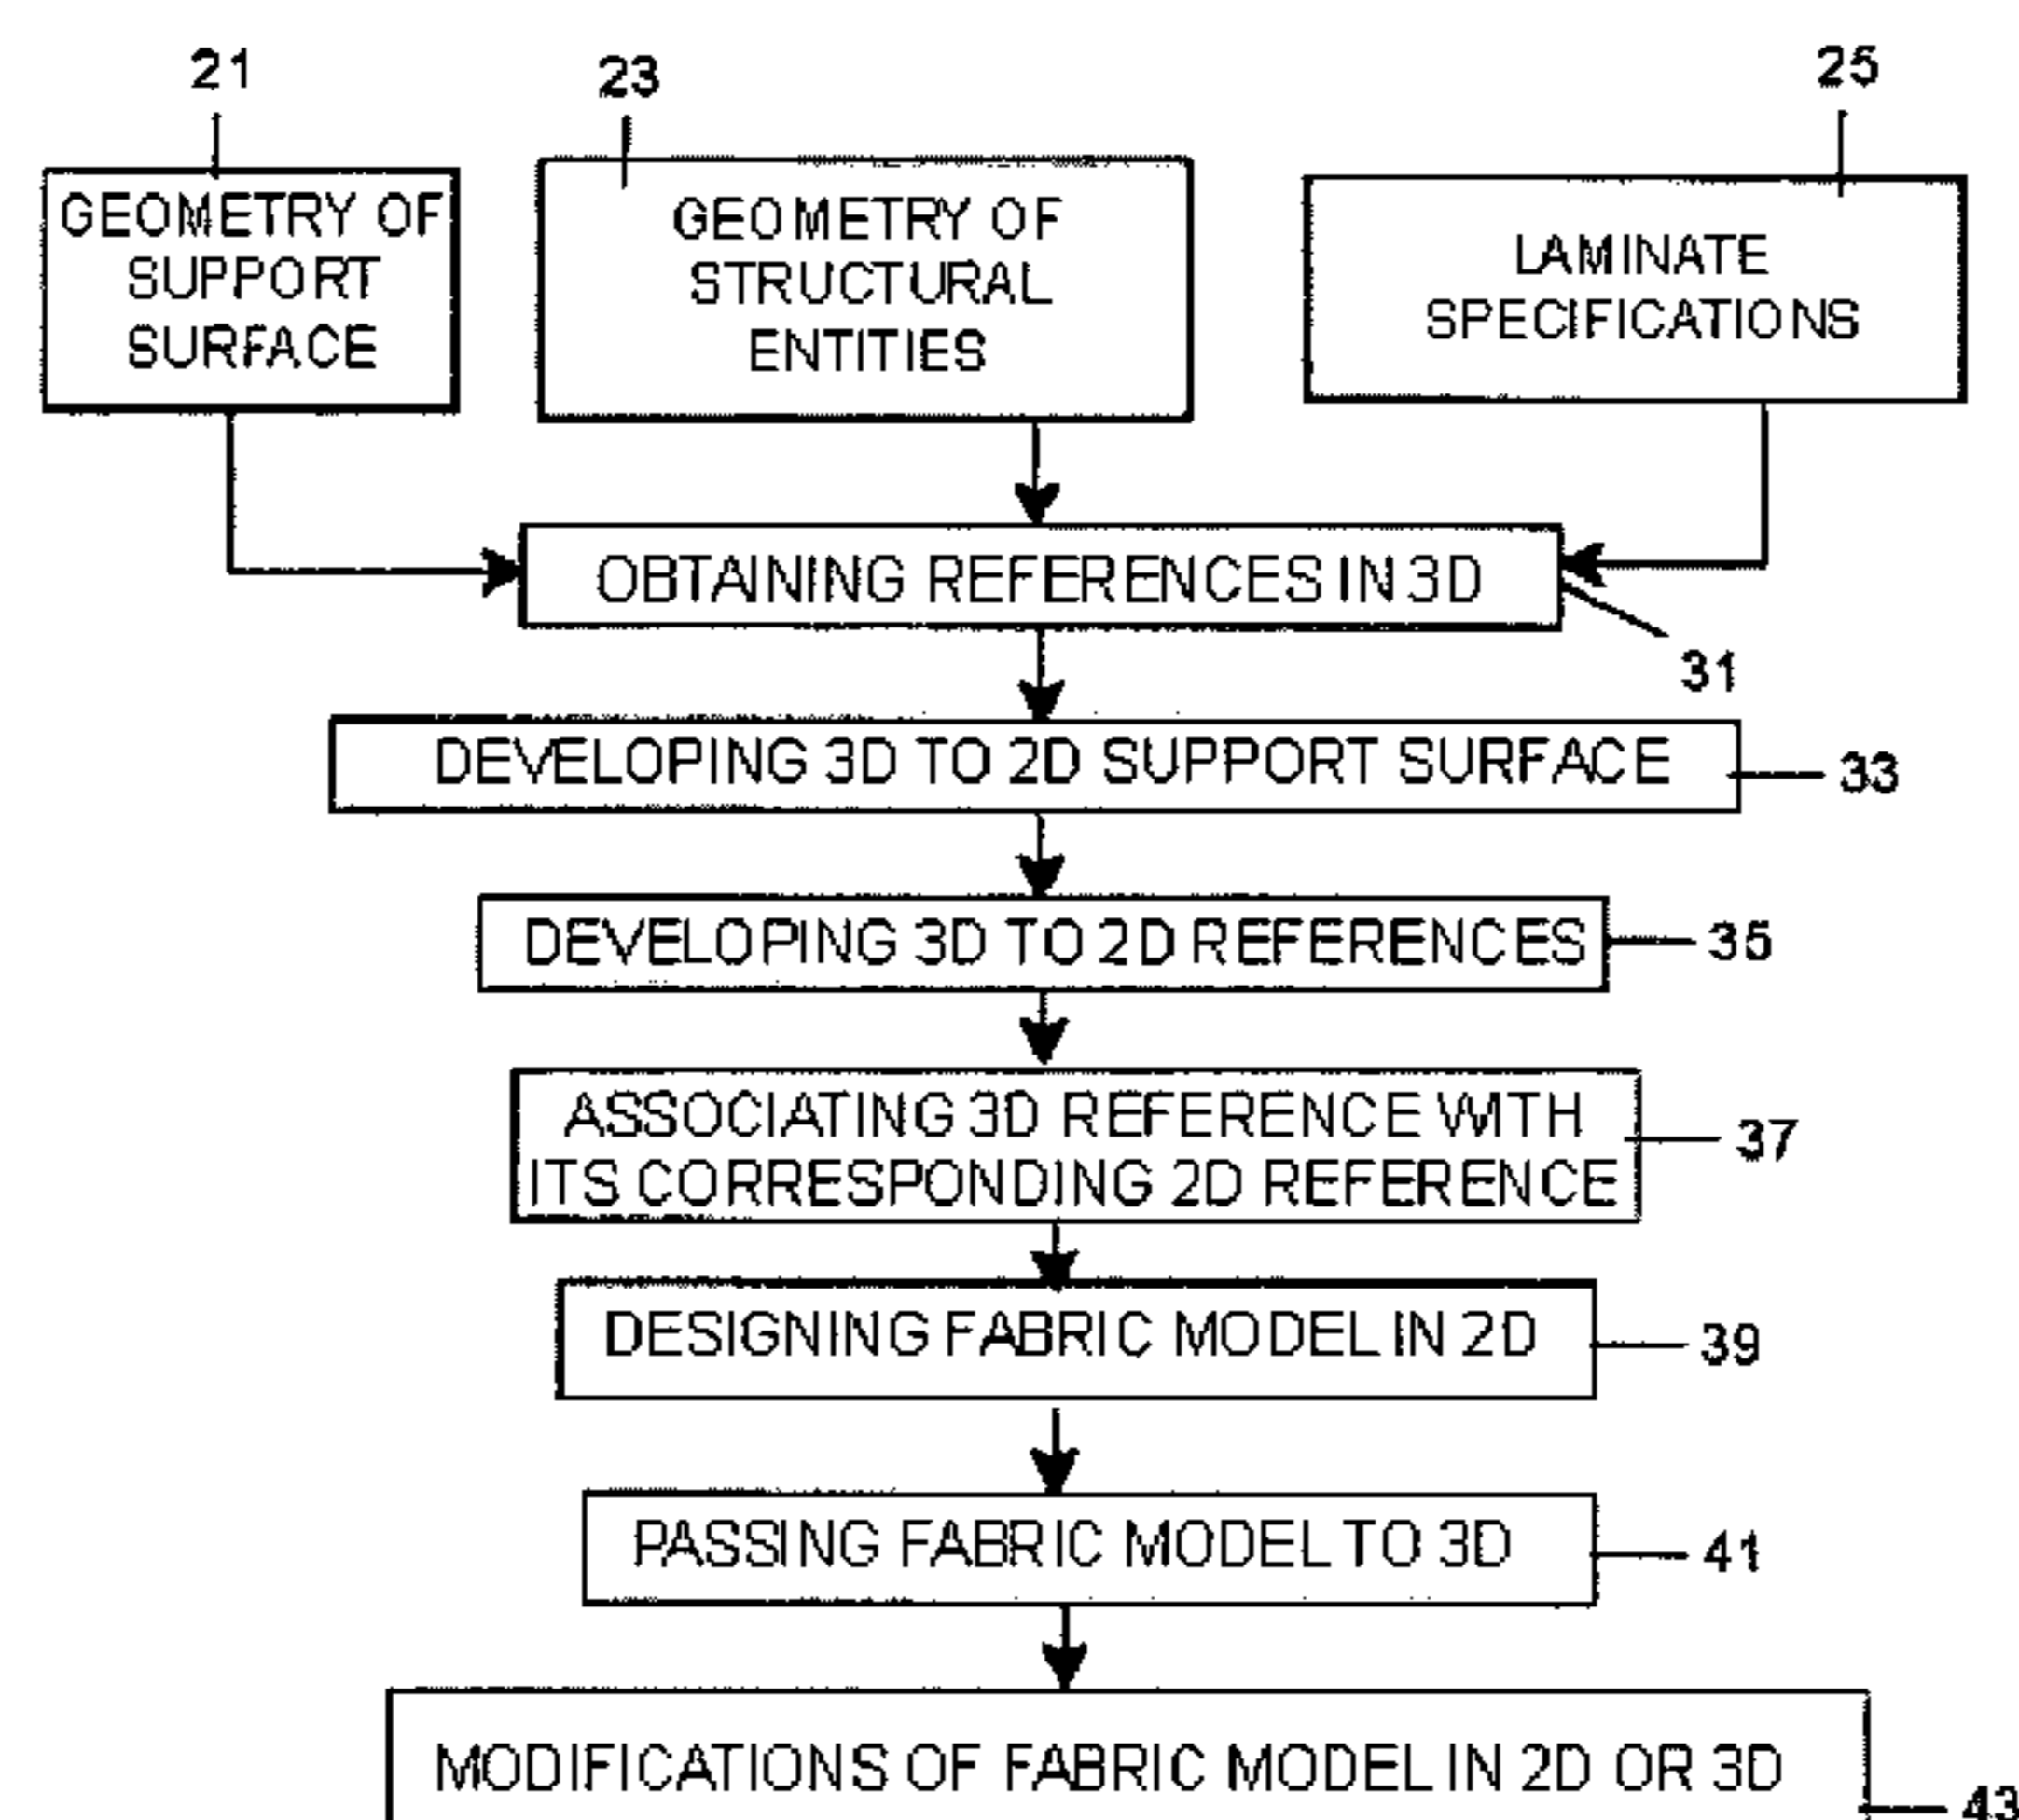 21
23
25
GEOMETRY OF
SUPPORT
SURFACE
GEOMETRY OF
STRUCTURAL
ENTITIES
LAMINATE
SPECIFICATIONS
OBTAINING REFERENCES IN 3D
31
DEVELOPING 3D TO 2D SUPPORT SURFACE
33
DEVELOPING 3D TO 2D REFERENCES
35
ASSOCIATING 3D REFERENCE WITH
ITS CORRESPONDING 2D REFERENCE
37
DESIGNING FABRIC MODEL IN 2D
39
PASSING FABRIC MODEL TO 3D
41
MODIFICATIONS OF FABRIC MODEL IN 2D OR 3D
43